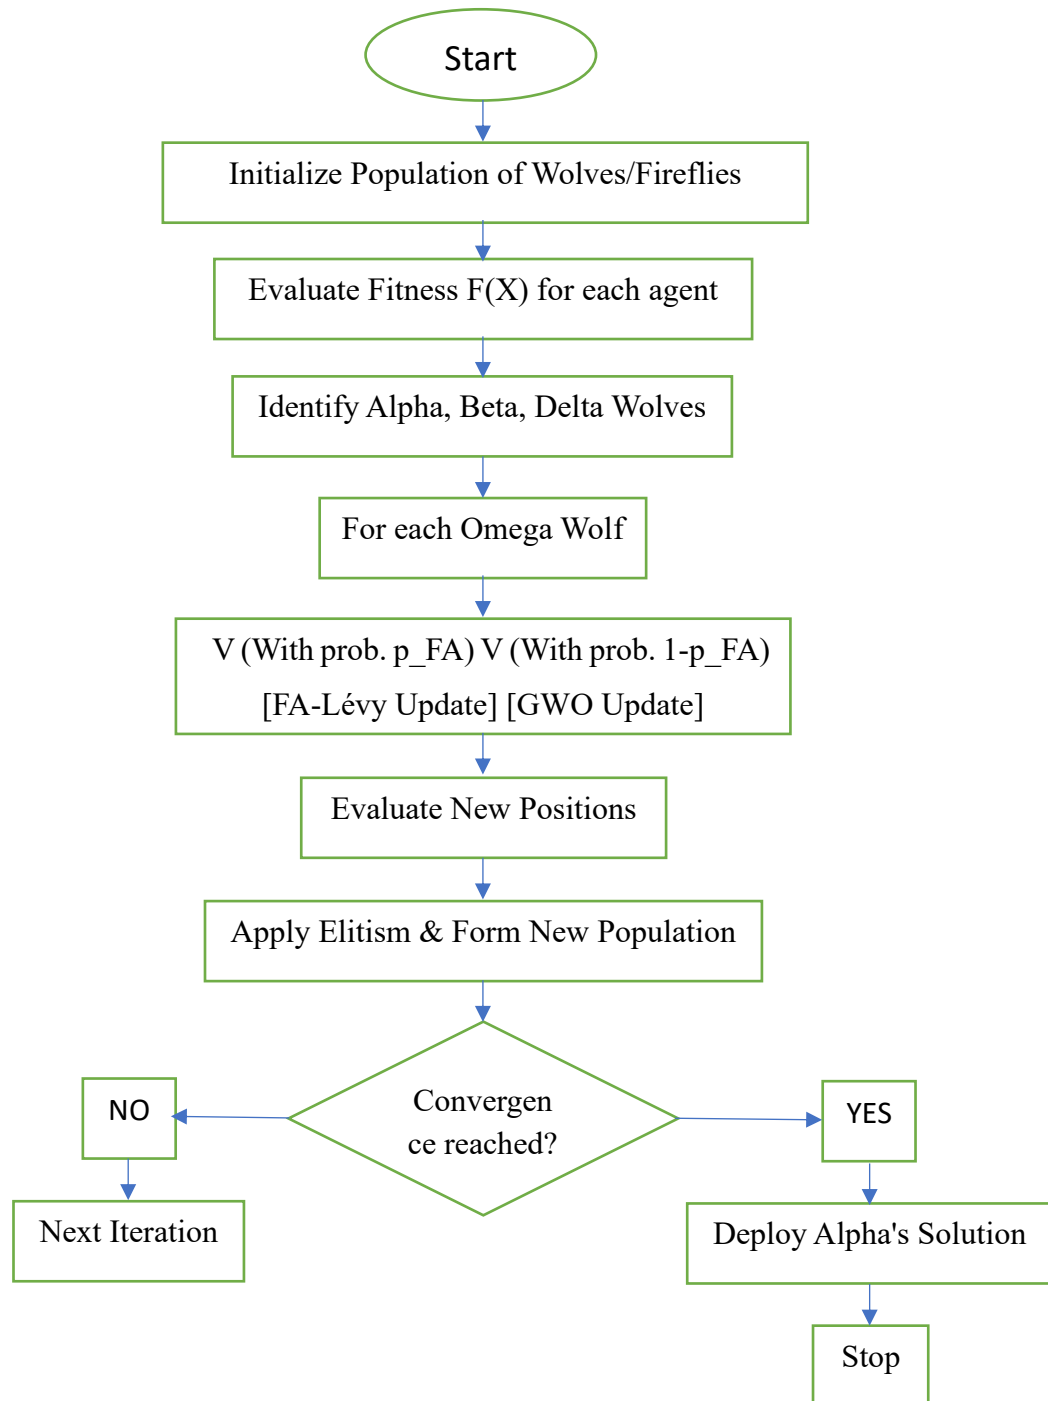 Start
Initialize Population of Wolves/Fireflies
Evaluate Fitness F(X) for each agent
Identify Alpha, Beta, Delta Wolves
For each Omega Wolf
V (With prob. p_FA) V (With prob. 1-p_FA)
[FA-Lévy Update] [GWO Update]
Evaluate New Positions
Apply Elitism & Form New Population
Convergen
ce reached?
NO
YES
Next Iteration
Deploy Alpha's Solution
Stop